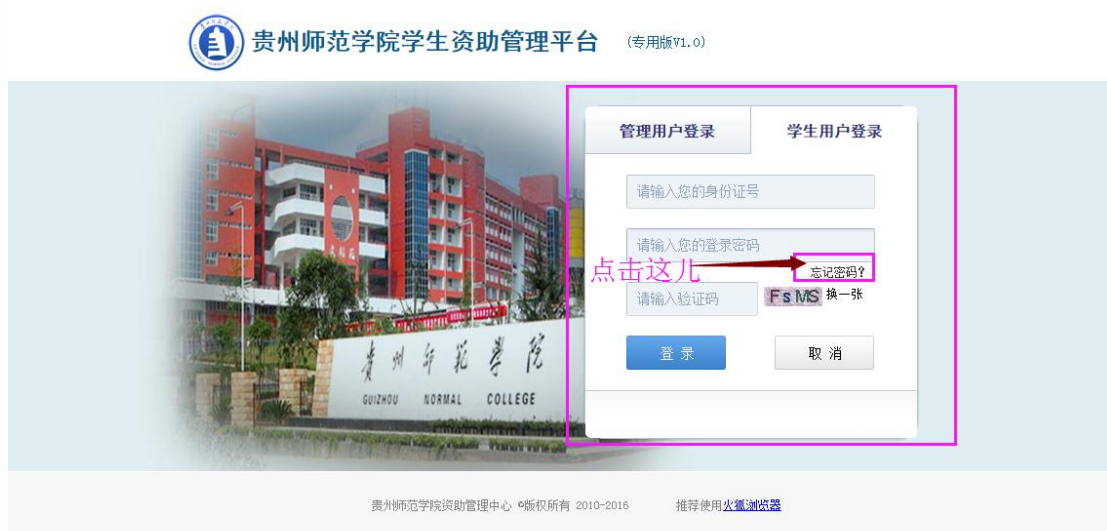 贵州师范学院学生资助管理平台 (专用版V1.0)
管理用户登录 学生用户登录
请输入您的身份证号
请输入您的登录密码
点击这儿 忘记密码?
请输入验证码 FsMS 换一张
登录 取消
贵州师范学院
GUIZHOU NORMAL COLLEGE
贵州师范学院资助管理中心 ©版权所有 2010-2016 推荐使用火狐浏览器